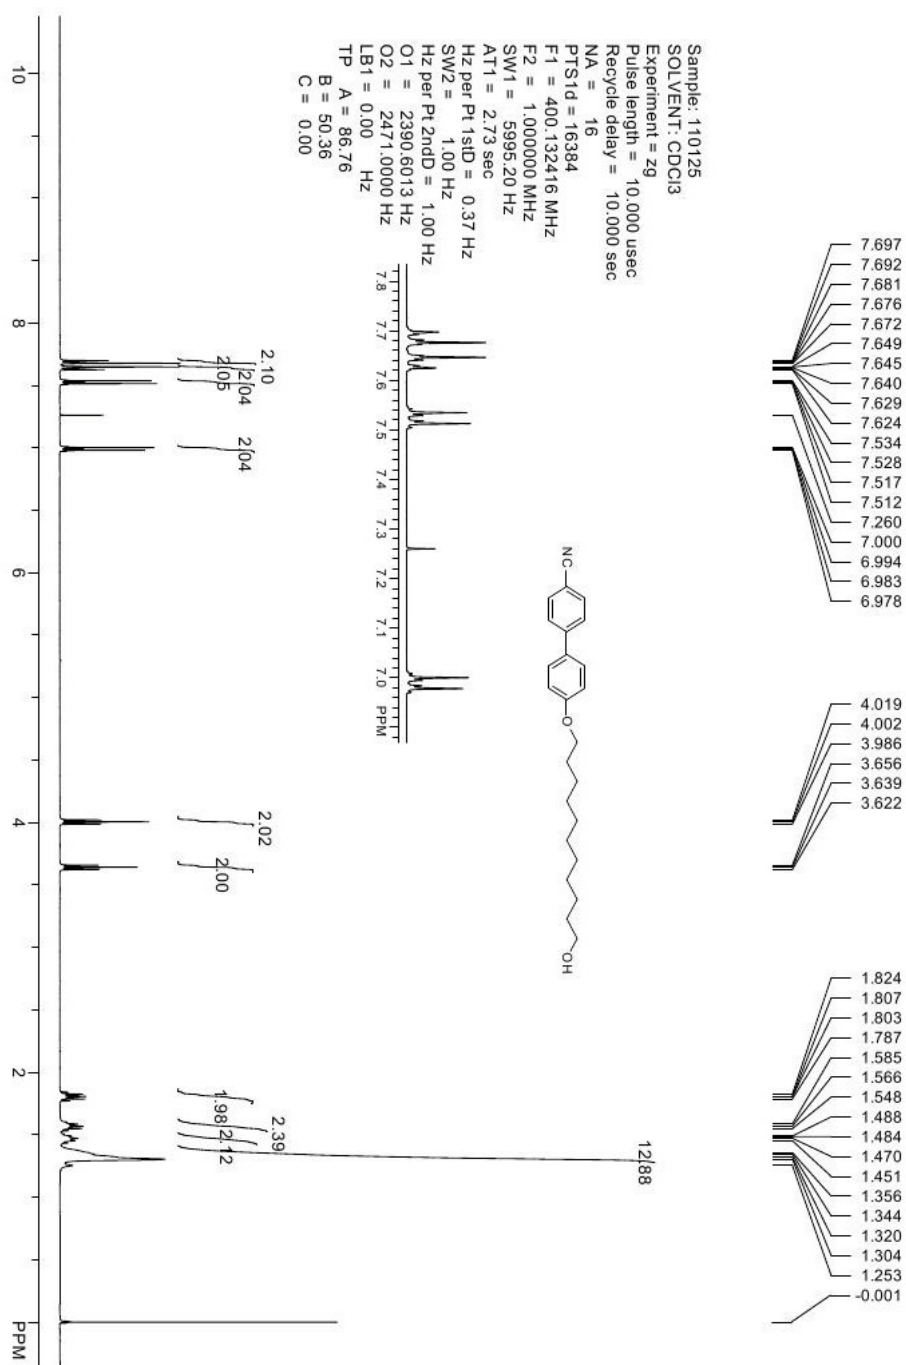 Sample: 110125
SOLVENT: CDCl3
Experiment = zg
Pulse length = 10.000 usec
Recycle delay = 10.000 sec
NA = 16
PTS1d = 16384
F1 = 400.132416 MHz
F2 = 1.000000 MHz
SW1 = 5995.20 Hz
AT1 = 2.73 sec
Hz per Pt 1stD = 0.37 Hz
SW2 = 1.00 Hz
Hz per Pt 2ndD = 1.00 Hz
O1 = 2390.6013 Hz
O2 = 2471.0000 Hz
LB1 = 0.00 Hz
TP A = 86.76
B = 50.36
C = 0.00
7.697
7.692
7.681
7.676
7.672
7.649
7.645
7.640
7.629
7.624
7.534
7.528
7.517
7.512
7.260
7.000
6.994
6.983
6.978
4.019
4.002
3.986
3.656
3.639
3.622
1.824
1.807
1.803
1.787
1.585
1.566
1.548
1.488
1.484
1.470
1.451
1.356
1.344
1.320
1.304
1.253
-0.001
NC
O
OH
7.8 7.7 7.6 7.5 7.4 7.3 7.2 7.1 7.0 PPM
2.10
2.05
2.04
2.04
2.02
2.00
1.98
2.39
2.12
12.88
10 8 6 4 2 PPM